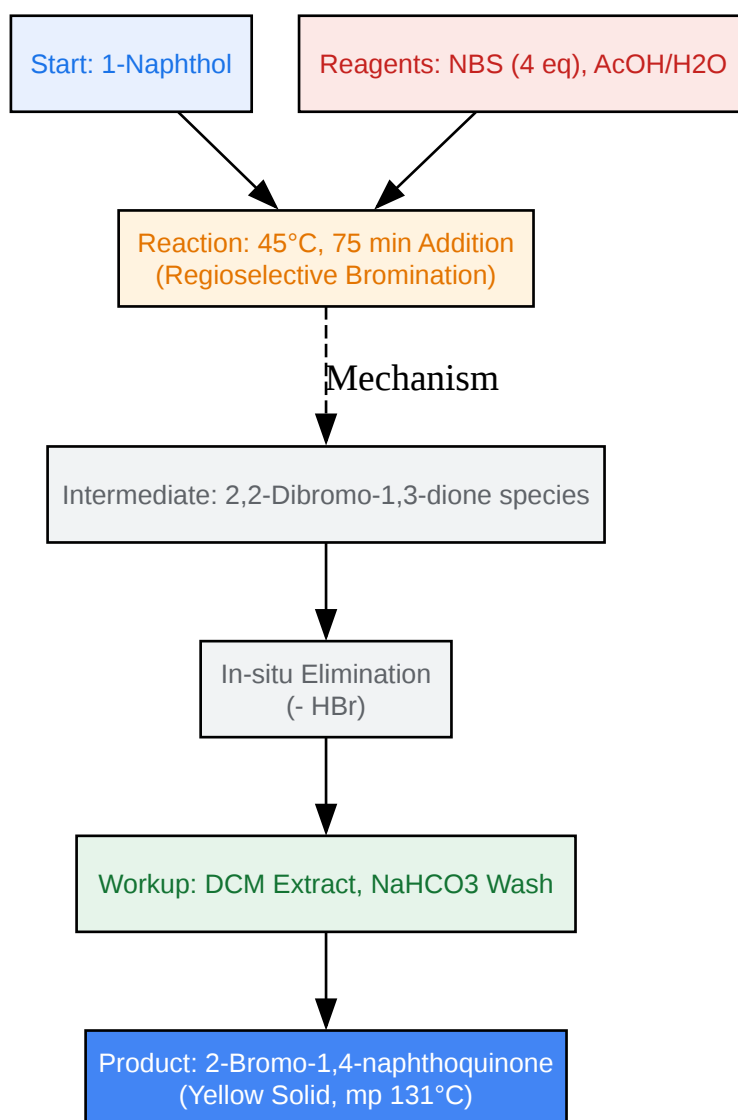 Start: 1-Naphthol
Reagents: NBS (4 eq), AcOH/H2O
Reaction: 45°C, 75 min Addition
(Regioselective Bromination)
Mechanism
Intermediate: 2,2-Dibromo-1,3-dione species
In-situ Elimination
(- HBr)
Workup: DCM Extract, NaHCO3 Wash
Product: 2-Bromo-1,4-naphthoquinone
(Yellow Solid, mp 131°C)